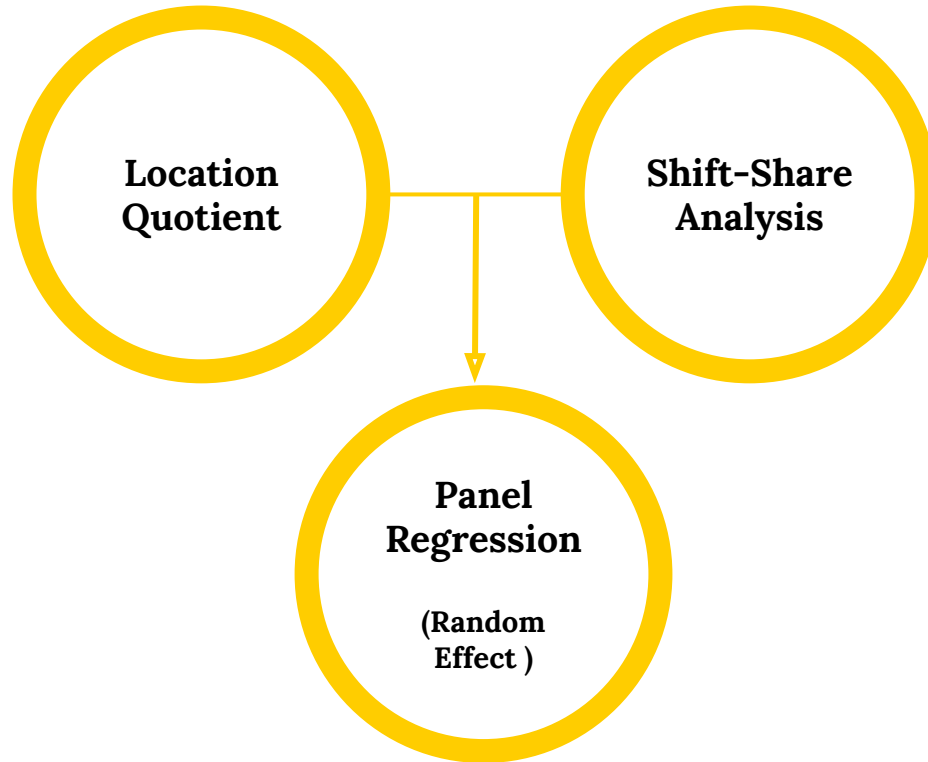 Location
Quotient
Shift-Share
Analysis
Panel
Regression
(Random
Effect )